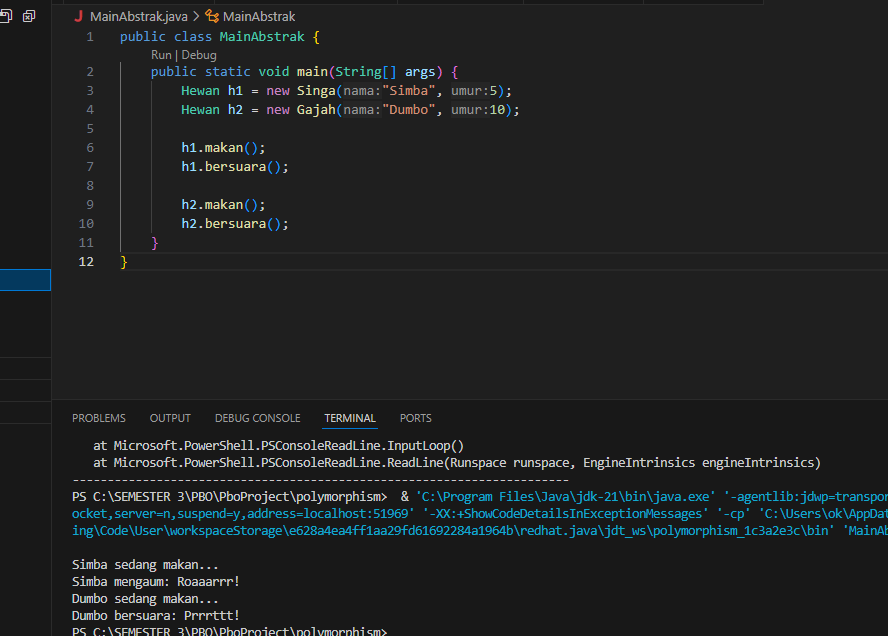 MainAbstrak.java > MainAbstrak
1 public class MainAbstrak {
Run | Debug
2 public static void main(String[] args) {
3 Hewan h1 = new Singa(nama:"Simba", umur:5);
4 Hewan h2 = new Gajah(nama:"Dumbo", umur:10);
5
6 h1.makan();
7 h1.bersuara();
8
9 h2.makan();
10 h2.bersuara();
11 }
12 }
PROBLEMS OUTPUT DEBUG CONSOLE TERMINAL PORTS
at Microsoft.PowerShell.PSConsoleReadLine.InputLoop()
at Microsoft.PowerShell.PSConsoleReadLine.ReadLine(Runspace runspace, EngineIntrinsics engineIntrinsics)
-----------------------------------------------------------------------
PS C:\SEMESTER 3\PBO\PboProject\polymorphism> & 'C:\Program Files\Java\jdk-21\bin\java.exe' '-agentlib:jdwp=transpor
ocket,server=n,suspend=y,address=localhost:51969' '-XX:+ShowCodeDetailsInExceptionMessages' '-cp' 'C:\Users\ok\AppDat
ing\Code\User\workspaceStorage\e628a4ea4ff1aa29fd61692284a1964b\redhat.java\jdt_ws\polymorphism_1c3a2e3c\bin' 'MainAb
Simba sedang makan...
Simba mengaum: Roaaarrr!
Dumbo sedang makan...
Dumbo bersuara: Prrrttt!
PS C:\SEMESTER 3\PBO\PboProject\polymorphism>